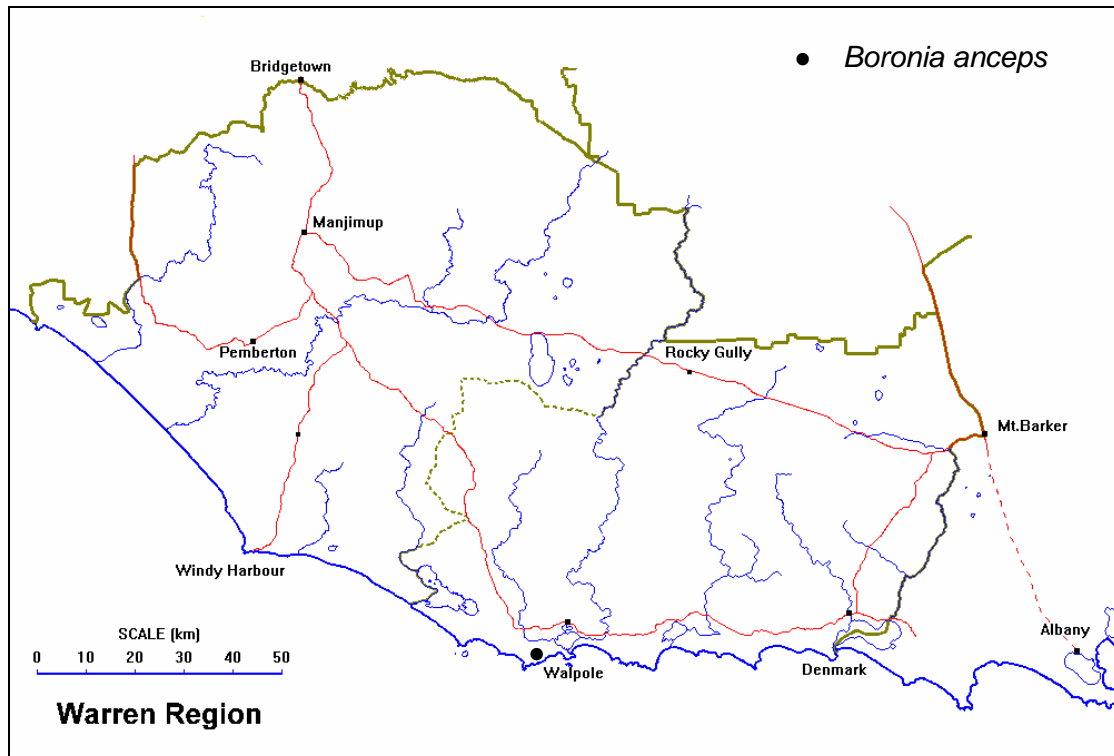 Boronia anceps
Bridgetown
Manjimup
Pemberton
Rocky Gully
Mt.Barker
Windy Harbour
SCALE (km)
0 10 20 30 40 50
Walpole
Denmark
Albany
Warren Region